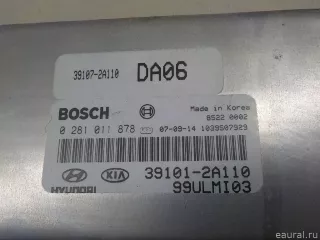 39107-2A110 DA06
BOSCH
Made in Korea
8522 0002
0 281 011 878 07-09-14 1039S07923
HYUNDAI KIA 39101-2A110
99ULMI03
© eaural.ru